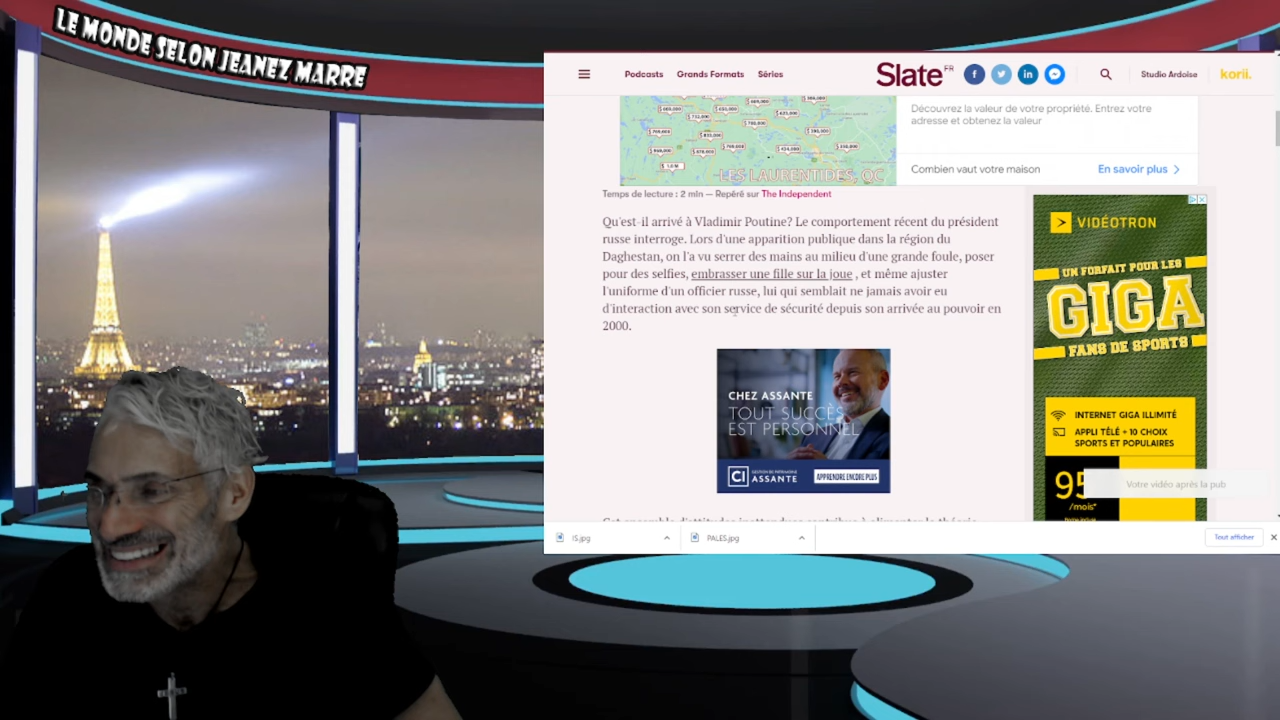 LE MONDE SELON JEANEZ MARRE
Podcasts Grands Formats Séries
Slate FR
Studio Ardoise
korii.
LES LAURENTIDES, QC
Découvrez la valeur de votre propriété. Entrez votre
adresse et obtenez la valeur
Combien vaut votre maison
En savoir plus
Temps de lecture : 2 min — Repéré sur The Independent
Qu'est-il arrivé à Vladimir Poutine? Le comportement récent du président
russe interroge. Lors d'une apparition publique dans la région du
Daghestan, on l'a vu serrer des mains au milieu d'une grande foule, poser
pour des selfies, embrasser une fille sur la joue , et même ajuster
l'uniforme d'un officier russe, lui qui semblait ne jamais avoir eu
d'interaction avec son service de sécurité depuis son arrivée au pouvoir en
2000.
CHEZ ASSANTE
TOUT SUCCÈS
EST PERSONNEL
CI
GESTION DE PATRIMOINE
ASSANTE
APPRENDRE ENCORE PLUS
VIDÉOTRON
UN FORFAIT POUR LES
GIGA
FANS DE SPORTS
INTERNET GIGA ILLIMITÉ
APPLI TÉLÉ + 10 CHOIX
SPORTS ET POPULAIRES
95
/mois*
Votre vidéo après la pub
IS.jpg
PALES.jpg
Tout afficher